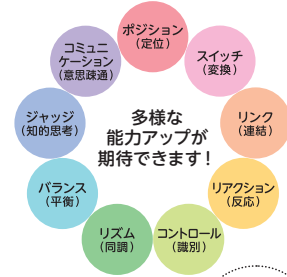 ポジション
（定位）
スイッチ
（変換）
リンク
（連結）
リアクション
（反応）
コントロール
（識別）
リズム
（同調）
バランス
（平衡）
ジャッジ
（知的思考）
コミュニ
ケーション
（意思疎通）
多様な
能力アップが
期待できます！